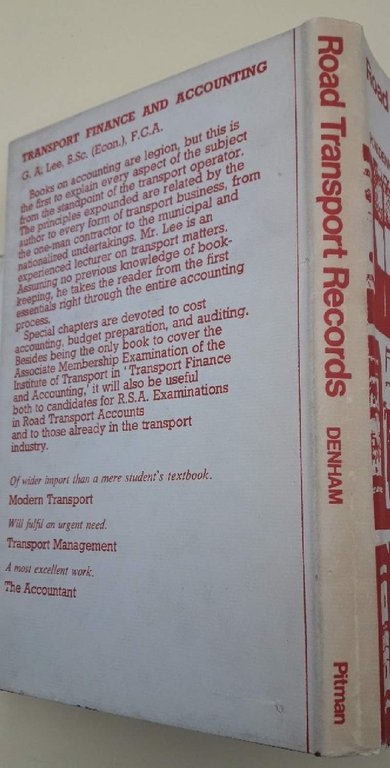 TRANSPORT FINANCE AND ACCOUNTING
G. A. Lee, B.Sc. (Econ.), F.C.A.
Books on accounting are legion, but this is
the first to explain every aspect of the subject
from the standpoint of the transport operator.
The principles expounded are related by the
author to every form of transport business, from
the one-man contractor to the municipal and
nationalized undertakings. Mr. Lee is an
experienced lecturer on transport matters.
Assuming no previous knowledge of book-
keeping, he takes the reader from the first
essentials right through the entire accounting
process.
Special chapters are devoted to cost
accounting, budget preparation, and auditing.
Besides being the only book to cover the
Associate Membership Examination of the
Institute of Transport in 'Transport Finance
and Accounting,' it will also be useful
both to candidates for R.S.A. Examinations
in Road Transport Accounts
and to those already in the transport
industry.
Of wider import than a mere student's textbook.
Modern Transport
Will fulfil an urgent need.
Transport Management
A most excellent work.
The Accountant
Road Transport Records
DENHAM
Pitman